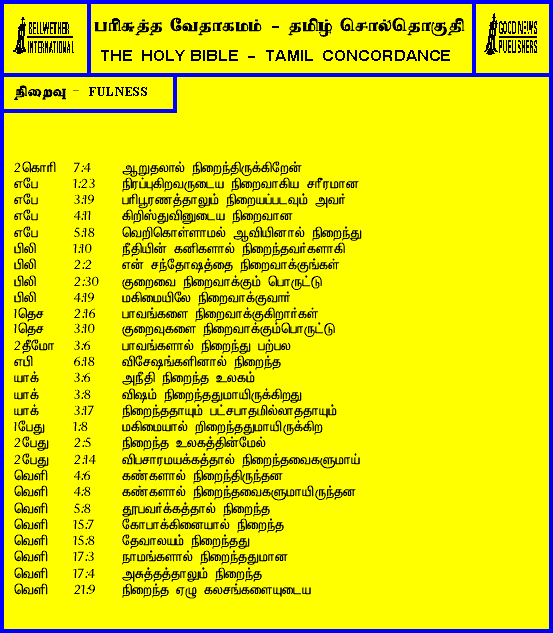 BELLWETHER
INTERNATIONAL
பரிசுத்த வேதாகமம் - தமிழ் சொல்தொகுதி
THE HOLY BIBLE - TAMIL CONCORDANCE
GOOD NEWS
PUBLISHERS
நிறைவு - FULNESS
2கொரி 7:4 ஆறுதலால் நிறைந்திருக்கிறேன்
எபே 1:23 நிரப்புகிறவருடைய நிறைவாகிய சரீரமான
எபே 3:19 பரிபூரணத்தாலும் நிறையப்படவும் அவர்
எபே 4:11 கிறிஸ்துவினுடைய நிறைவான
எபே 5:18 வெறிகொள்ளாமல் ஆவியினால் நிறைந்து
பிலி 1:10 நீதியின் கனிகளால் நிறைந்தவர்களாகி
பிலி 2:2 என் சந்தோஷத்தை நிறைவாக்குங்கள்
பிலி 2:30 குறைவை நிறைவாக்கும் பொருட்டு
பிலி 4:19 மகிமையிலே நிறைவாக்குவார்
1தெச 2:16 பாவங்களை நிறைவாக்குகிறார்கள்
1தெச 3:10 குறைவுகளை நிறைவாக்கும்பொருட்டு
2தீமோ 3:6 பாவங்களால் நிறைந்து பற்பல
எபி 6:18 விசேஷங்களினால் நிறைந்த
யாக் 3:6 அநீதி நிறைந்த உலகம்
யாக் 3:8 விஷம் நிறைந்ததுமாயிருக்கிறது
யாக் 3:17 நிறைந்ததாயும் பட்சபாதமில்லாததாயும்
1பேது 1:8 மகிமையால் றிறைந்ததுமாயிருக்கிற
2பேது 2:5 நிறைந்த உலகத்தின்மேல்
2பேது 2:14 விபசாரமயக்கத்தால் நிறைந்தவைகளுமாய்
வெளி 4:6 கண்களால் நிறைந்திருந்தன
வெளி 4:8 கண்களால் நிறைந்தவைகளுமாயிருந்தன
வெளி 5:8 தூபவர்க்கத்தால் நிறைந்த
வெளி 15:7 கோபாக்கினையால் நிறைந்த
வெளி 15:8 தேவாலயம் நிறைந்தது
வெளி 17:3 நாமங்களால் நிறைந்ததுமான
வெளி 17:4 அசுத்தத்தாலும் நிறைந்த
வெளி 21:9 நிறைந்த ஏழு கலசங்களையுடைய